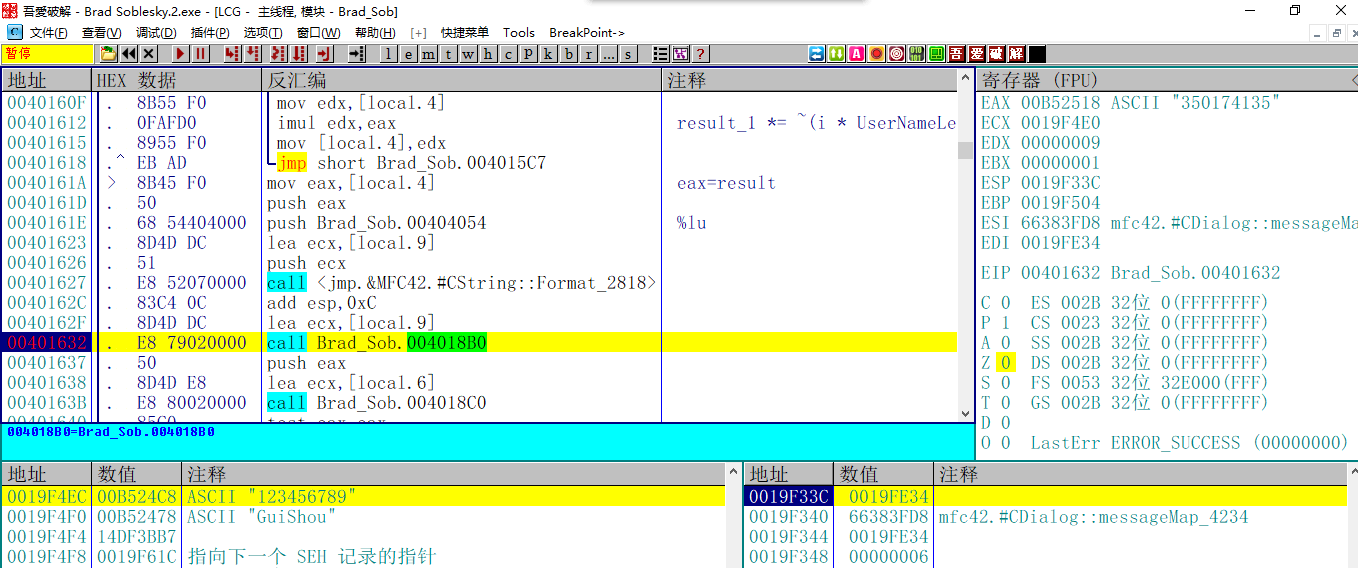 吾愛破解 - Brad Soblesky.2.exe - [LCG - 主线程, 模块 - Brad_Sob]
文件(F) 查看(V) 调试(D) 插件(P) 选项(T) 窗口(W) 帮助(H) [+] 快捷菜单 Tools BreakPoint->
暂停 l e m t w h c p k b r ... s ? 吾 爱 破 解
地址 HEX 数据 反汇编 注释
0040160F . 8B55 F0 mov edx,[local.4]
00401612 . 0FAFD0 imul edx,eax result_1 *= ~(i * UserNameLe
00401615 . 8955 F0 mov [local.4],edx
00401618 .^ EB AD jmp short Brad_Sob.004015C7
0040161A > 8B45 F0 mov eax,[local.4] eax=result
0040161D . 50 push eax
0040161E . 68 54404000 push Brad_Sob.00404054 %lu
00401623 . 8D4D DC lea ecx,[local.9]
00401626 . 51 push ecx
00401627 . E8 52070000 call <jmp.&MFC42.#CString::Format_2818>
0040162C . 83C4 0C add esp,0xC
0040162F . 8D4D DC lea ecx,[local.9]
00401632 . E8 79020000 call Brad_Sob.004018B0
00401637 . 50 push eax
00401638 . 8D4D E8 lea ecx,[local.6]
0040163B . E8 80020000 call Brad_Sob.004018C0
00401640 . 85C0 test eax,eax
004018B0=Brad_Sob.004018B0
寄存器 (FPU)
EAX 00B52518 ASCII "350174135"
ECX 0019F4E0
EDX 00000009
EBX 00000001
ESP 0019F33C
EBP 0019F504
ESI 66383FD8 mfc42.#CDialog::messageMa
EDI 0019FE34
EIP 00401632 Brad_Sob.00401632
C 0 ES 002B 32位 0(FFFFFFFF)
P 1 CS 0023 32位 0(FFFFFFFF)
A 0 SS 002B 32位 0(FFFFFFFF)
Z 0 DS 002B 32位 0(FFFFFFFF)
S 0 FS 0053 32位 32E000(FFF)
T 0 GS 002B 32位 0(FFFFFFFF)
D 0
O 0 LastErr ERROR_SUCCESS (00000000)
地址 数值 注释
0019F4EC 00B524C8 ASCII "123456789"
0019F4F0 00B52478 ASCII "GuiShou"
0019F4F4 14DF3BB7
0019F4F8 0019F61C 指向下一个 SEH 记录的指针
地址 数值 注释
0019F33C 0019FE34
0019F340 66383FD8 mfc42.#CDialog::messageMap_4234
0019F344 0019FE34
0019F348 00000006